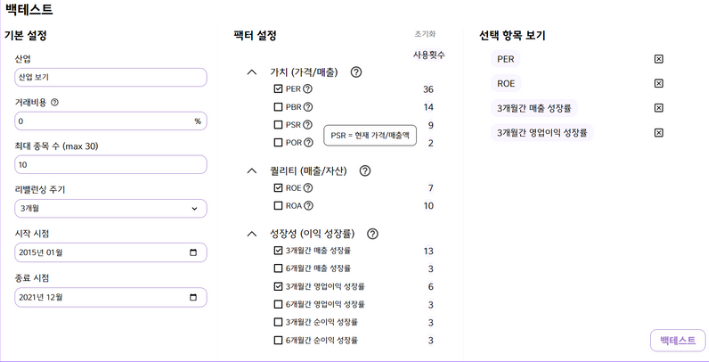 백테스트
기본 설정
산업
산업 보기
거래비용
0 %
최대 종목 수 (max 30)
10
리밸런싱 주기
3개월
시작 시점
2015년 01월
종료 시점
2021년 12월
팩터 설정
초기화
사용횟수
가치 (가격/매출)
PER 36
PBR 14
PSR 9
PSR = 현재 가격/매출액
POR 2
퀄리티 (매출/자산)
ROE 7
ROA 10
성장성 (이익 성장률)
3개월간 매출 성장률 13
6개월간 매출 성장률 3
3개월간 영업이익 성장률 6
6개월간 영업이익 성장률 3
3개월간 순이익 성장률 3
6개월간 순이익 성장률 3
선택 항목 보기
PER
ROE
3개월간 매출 성장률
3개월간 영업이익 성장률
백테스트